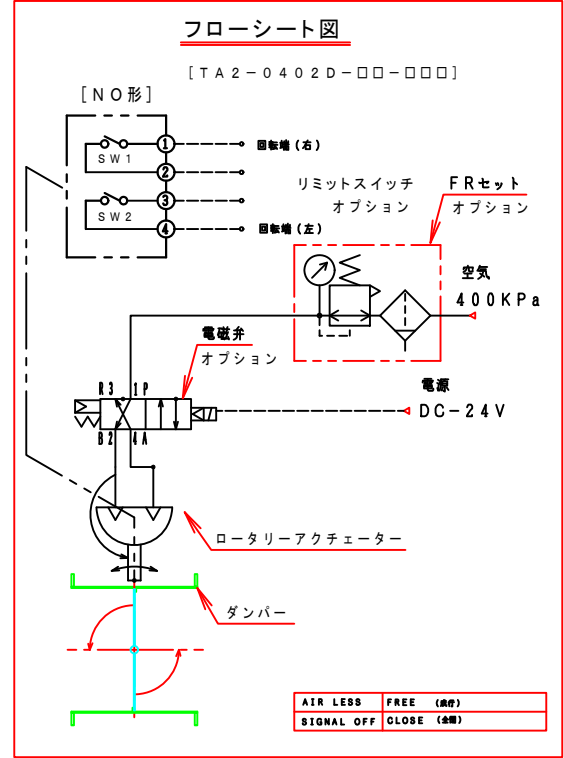 フローシート図
[TA2-0402D-□□-□□□]
[NO形]
1
SW1
2
3
SW2
4
回転端(右)
回転端(左)
リミットスイッチ
オプション
FRセット
オプション
空気
400KPa
電磁弁
オプション
R3 1P
B2 4A
電源
DC-24V
ロータリーアクチェーター
ダンパー
AIR LESS FREE
SIGNAL OFF CLOSE (全閉)